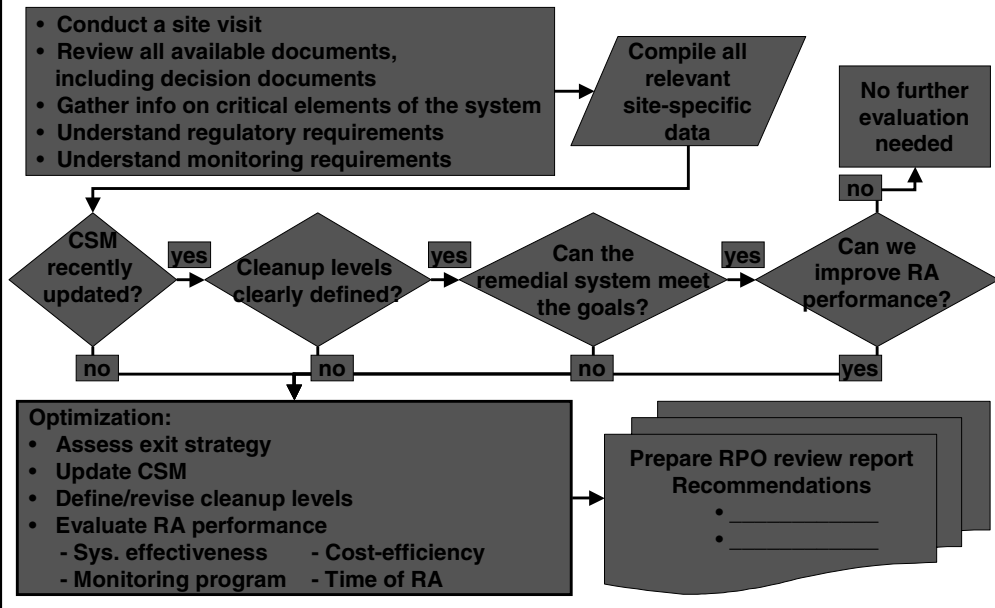 • Conduct a site visit
• Review all available documents,
including decision documents
• Gather info on critical elements of the system
• Understand regulatory requirements
• Understand monitoring requirements
Compile all
relevant
site-specific
data
No further
evaluation
needed
no
CSM
recently
updated?
yes
Cleanup levels
clearly defined?
yes
Can the
remedial system meet
the goals?
yes
Can we
improve RA
performance?
no
no
no
yes
Optimization:
• Assess exit strategy
• Update CSM
• Define/revise cleanup levels
• Evaluate RA performance
- Sys. effectiveness - Cost-efficiency
- Monitoring program - Time of RA
Prepare RPO review report
Recommendations
• ____________
• ____________